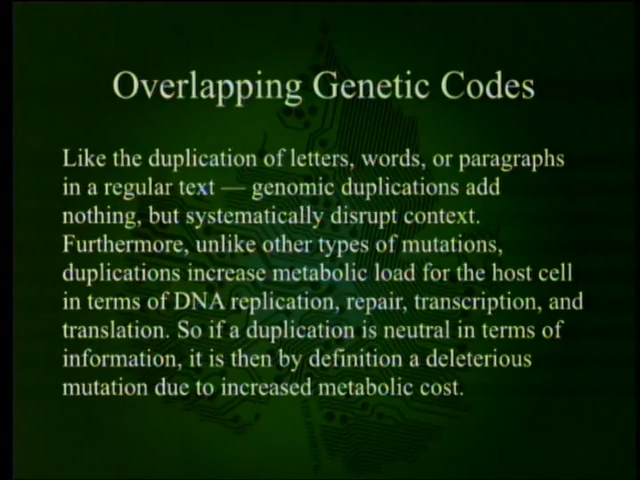 Overlapping Genetic Codes
Like the duplication of letters, words, or paragraphs
in a regular text — genomic duplications add
nothing, but systematically disrupt context.
Furthermore, unlike other types of mutations,
duplications increase metabolic load for the host cell
in terms of DNA replication, repair, transcription, and
translation. So if a duplication is neutral in terms of
information, it is then by definition a deleterious
mutation due to increased metabolic cost.